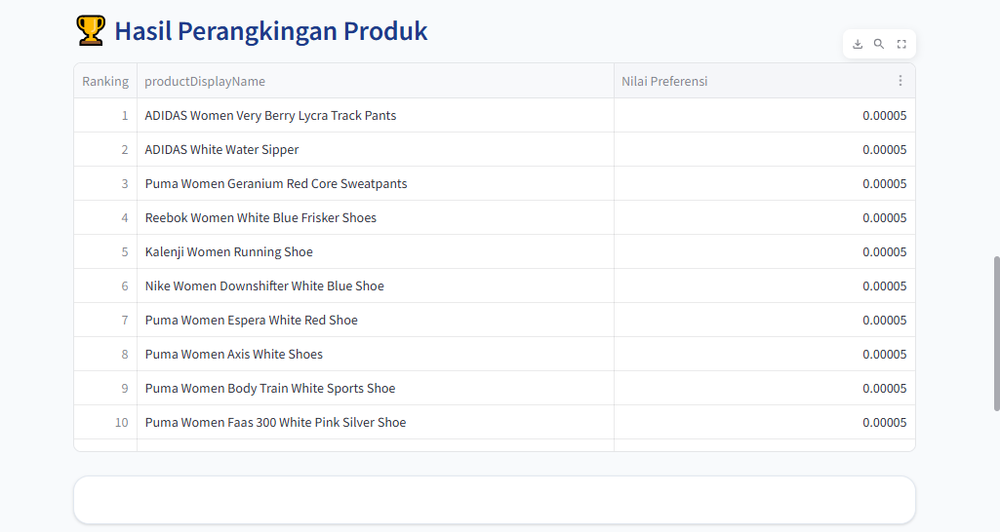 Hasil Perangkingan Produk
Ranking productDisplayName Nilai Preferensi
1 ADIDAS Women Very Berry Lycra Track Pants 0.00005
2 ADIDAS White Water Sipper 0.00005
3 Puma Women Geranium Red Core Sweatpants 0.00005
4 Reebok Women White Blue Frisker Shoes 0.00005
5 Kalenji Women Running Shoe 0.00005
6 Nike Women Downshifter White Blue Shoe 0.00005
7 Puma Women Espera White Red Shoe 0.00005
8 Puma Women Axis White Shoes 0.00005
9 Puma Women Body Train White Sports Shoe 0.00005
10 Puma Women Faas 300 White Pink Silver Shoe 0.00005